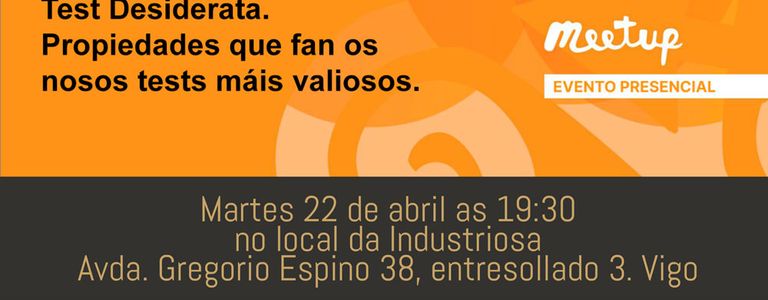 Test Desiderata.
Propiedades que fan os
nosos tests máis valiosos.
meetup
EVENTO PRESENCIAL
Martes 22 de abril as 19:30
no local da Industriosa
Avda. Gregorio Espino 38, entresollado 3. Vigo